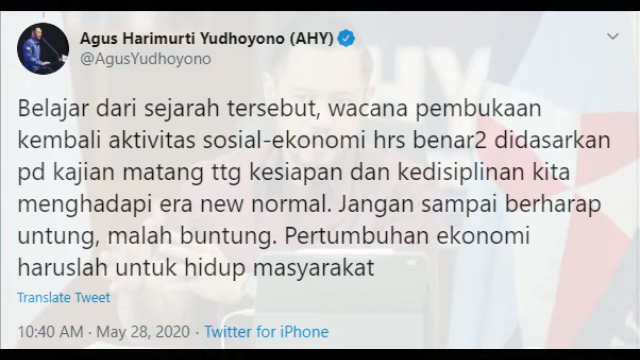 Agus Harimurti Yudhoyono (AHY)
@AgusYudhoyono
Belajar dari sejarah tersebut, wacana pembukaan
kembali aktivitas sosial-ekonomi hrs benar2 didasarkan
pd kajian matang ttg kesiapan dan kedisiplinan kita
menghadapi era new normal. Jangan sampai berharap
untung, malah buntung. Pertumbuhan ekonomi
haruslah untuk hidup masyarakat
Translate Tweet
10:40 AM · May 28, 2020 · Twitter for iPhone